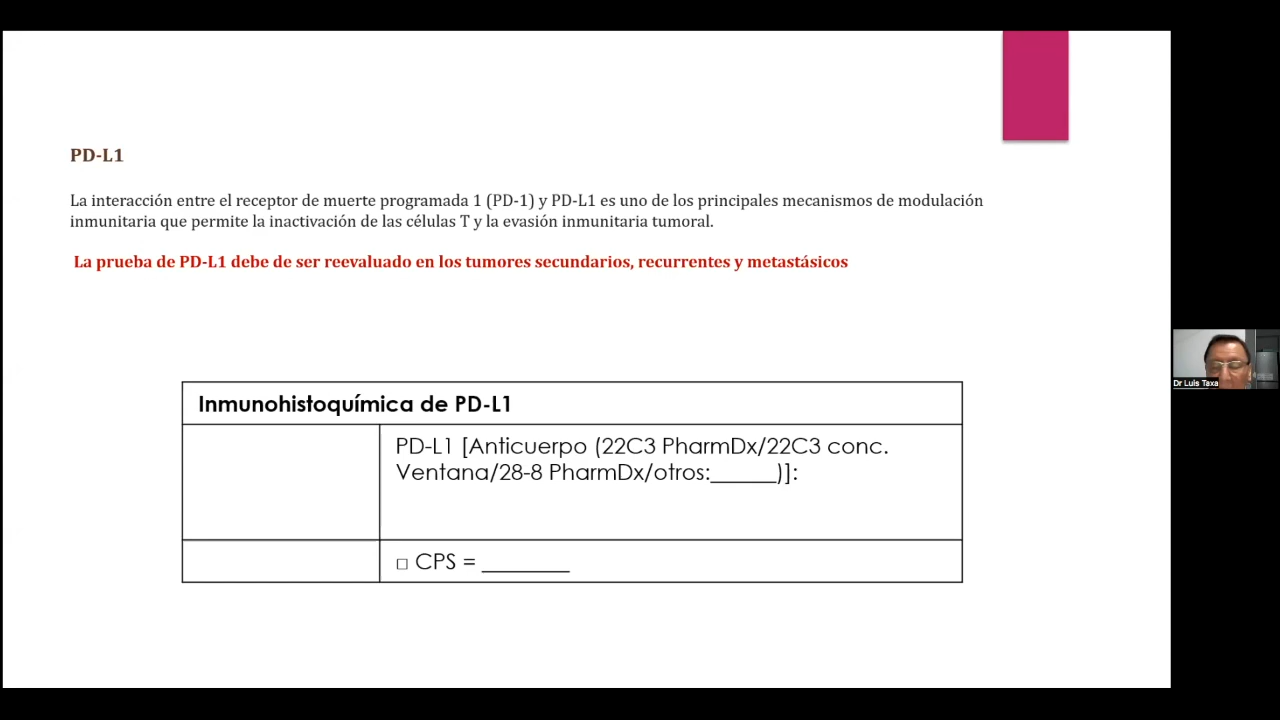 PD-L1
La interacción entre el receptor de muerte programada 1 (PD-1) y PD-L1 es uno de los principales mecanismos de modulación
inmunitaria que permite la inactivación de las células T y la evasión inmunitaria tumoral.
La prueba de PD-L1 debe de ser reevaluado en los tumores secundarios, recurrentes y metastásicos
Inmunohistoquímica de PD-L1
PD-L1 [Anticuerpo (22C3 PharmDx/22C3 conc.
Ventana/28-8 PharmDx/otros:______)]:
□ CPS = ________
Dr Luis Taxa